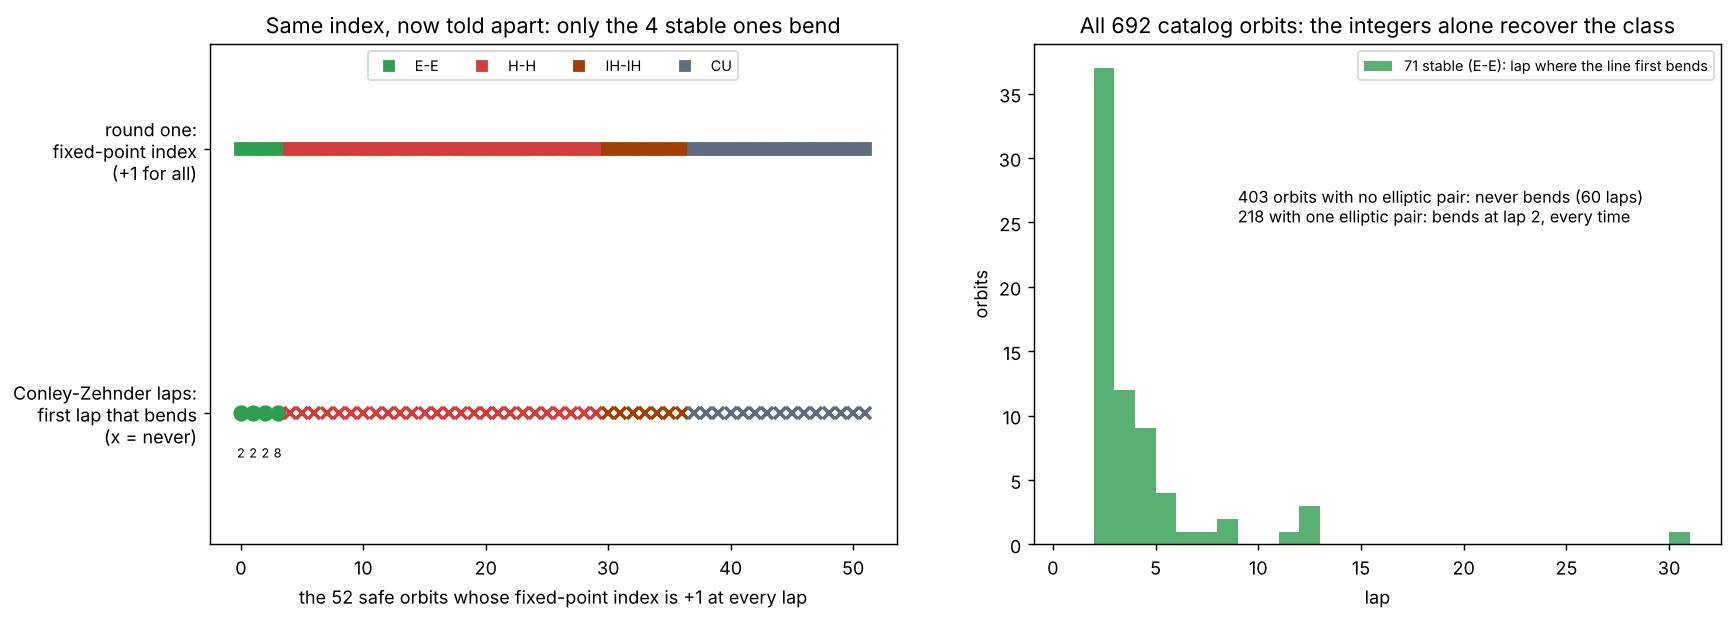 Same index, now told apart: only the 4 stable ones bend
E-E
H-H
IH-IH
CU
round one:
fixed-point index
(+1 for all)
Conley-Zehnder laps:
first lap that bends
(x = never)
2 2 2 8
0 10 20 30 40 50
the 52 safe orbits whose fixed-point index is +1 at every lap
All 692 catalog orbits: the integers alone recover the class
71 stable (E-E): lap where the line first bends
403 orbits with no elliptic pair: never bends (60 laps)
218 with one elliptic pair: bends at lap 2, every time
orbits
35
30
25
20
15
10
5
0
0 5 10 15 20 25 30
lap